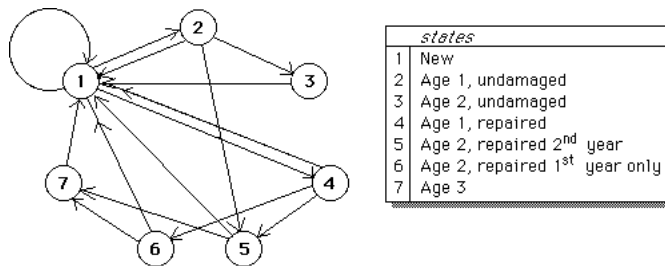 states
1 New
2 Age 1, undamaged
3 Age 2, undamaged
4 Age 1, repaired
5 Age 2, repaired 2nd year
6 Age 2, repaired 1st year only
7 Age 3
2
1
3
7
4
6
5